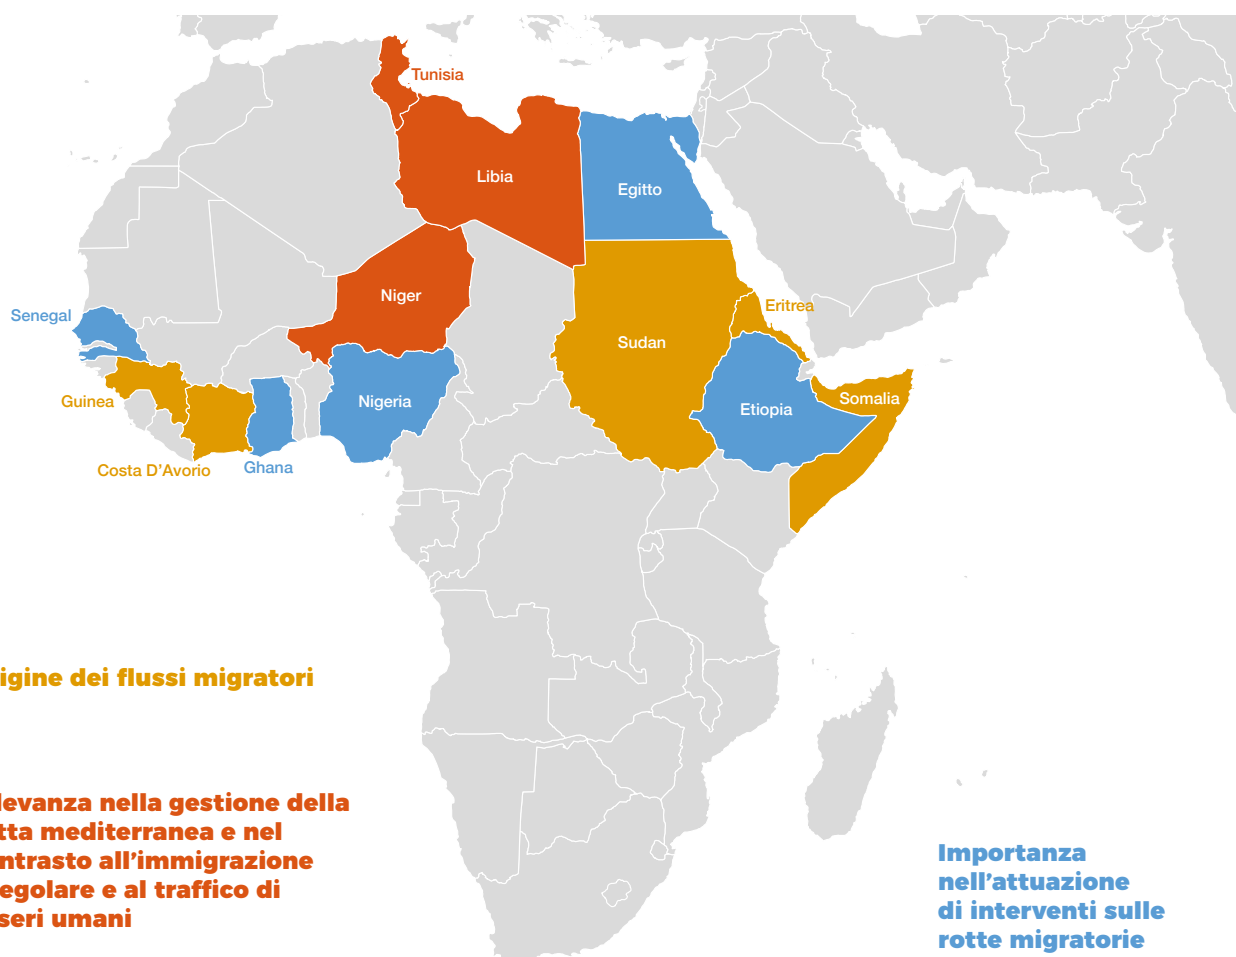 Tunisia
Libia
Egitto
Niger
Eritrea
Senegal
Sudan
Guinea
Nigeria
Etiopia
Somalia
Costa D'Avorio
Ghana
igine dei flussi migratori
levanza nella gestione della
tta mediterranea e nel
ntrasto all'immigrazione
egolare e al traffico di
seri umani
Importanza
nell'attuazione
di interventi sulle
rotte migratorie